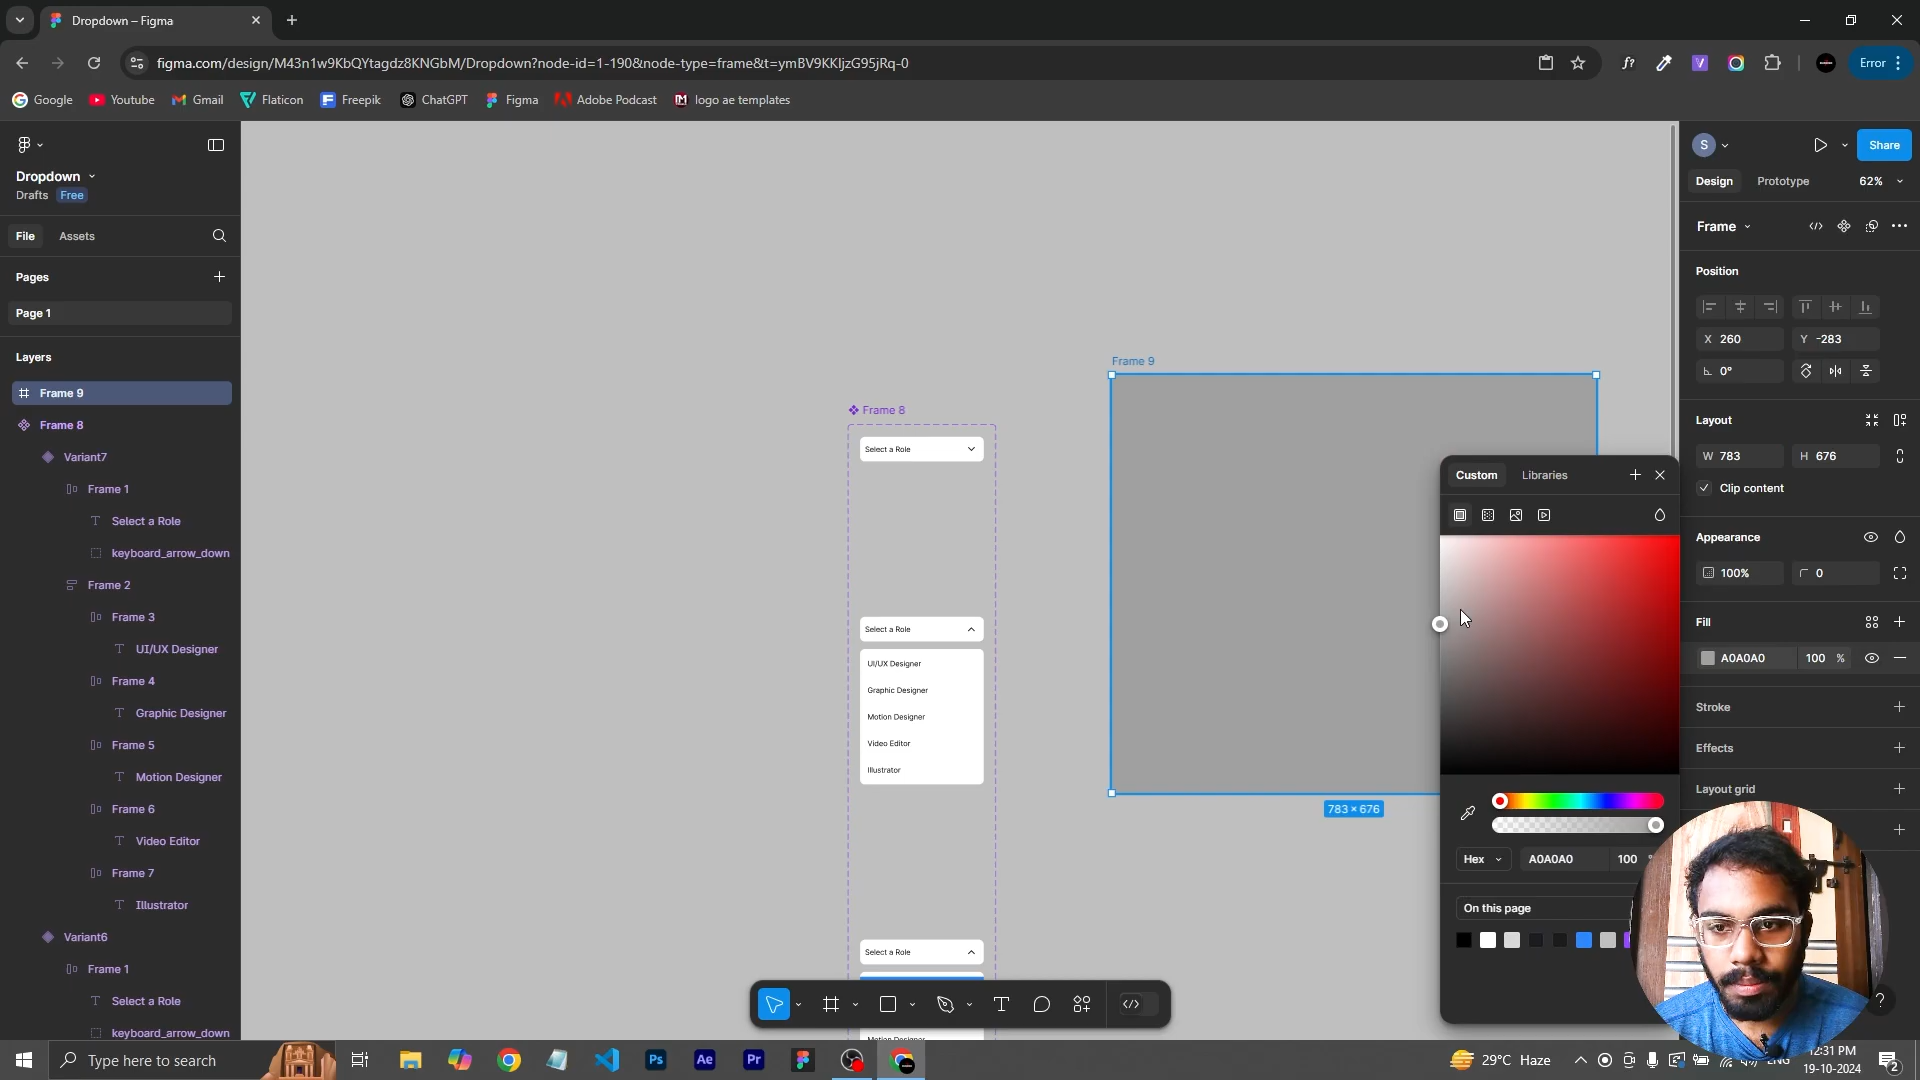 Dropdown – Figma
figma.com/design/M43n1w9KbQYtagdz8KNGbM/Dropdown?node-id=1-190&node-type=frame&t=ymBV9KKIjzG95jRq-0
Error
Google
Youtube
Gmail
Flaticon
Freepik
ChatGPT
Figma
Adobe Podcast
logo ae templates
Dropdown
Drafts
Free
File
Assets
Pages
Page 1
Layers
Frame 9
Frame 8
Variant7
Frame 1
Select a Role
keyboard_arrow_down
Frame 2
Frame 3
UI/UX Designer
Frame 4
Graphic Designer
Frame 5
Motion Designer
Frame 6
Video Editor
Frame 7
Illustrator
Variant6
Frame 1
Select a Role
keyboard_arrow_down
Frame 8
Select a Role
Select a Role
UI/UX Designer
Graphic Designer
Motion Designer
Video Editor
Illustrator
Select a Role
Frame 9
783 × 676
Custom
Libraries
Hex
A0A0A0
100
On this page
S
Share
Design
Prototype
62%
Frame
Position
X 260
Y -283
0°
Layout
W 783
H 676
Clip content
Appearance
100%
0
Fill
A0A0A0
100 %
Stroke
Effects
Layout grid
Type here to search
Ps
Ae
Pr
29°C Haze
ENG
12:31 PM
19-10-2024
2